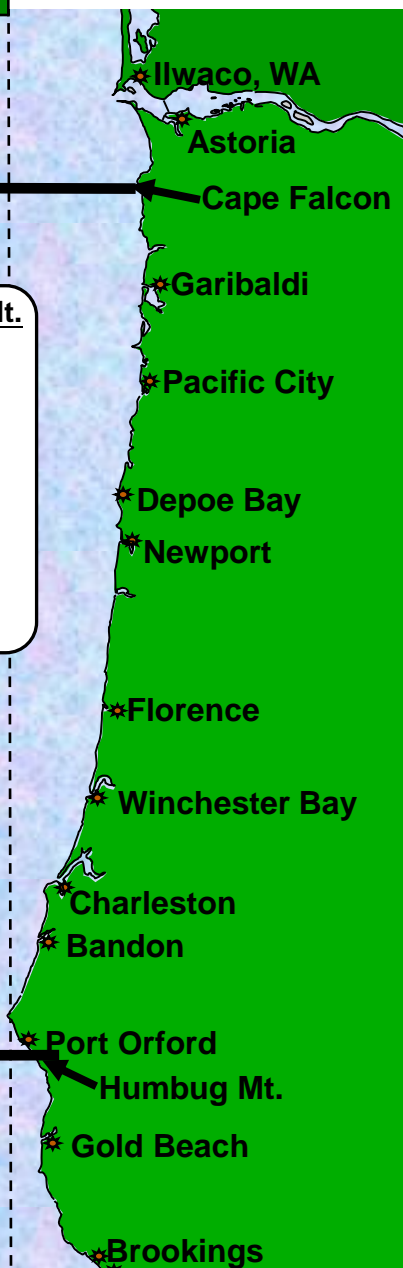 Ilwaco, WA
Astoria
Cape Falcon
Garibaldi
Mt.
Pacific City
Depoe Bay
Newport
Florence
Winchester Bay
Charleston
Bandon
Port Orford
Humbug Mt.
Gold Beach
Brookings